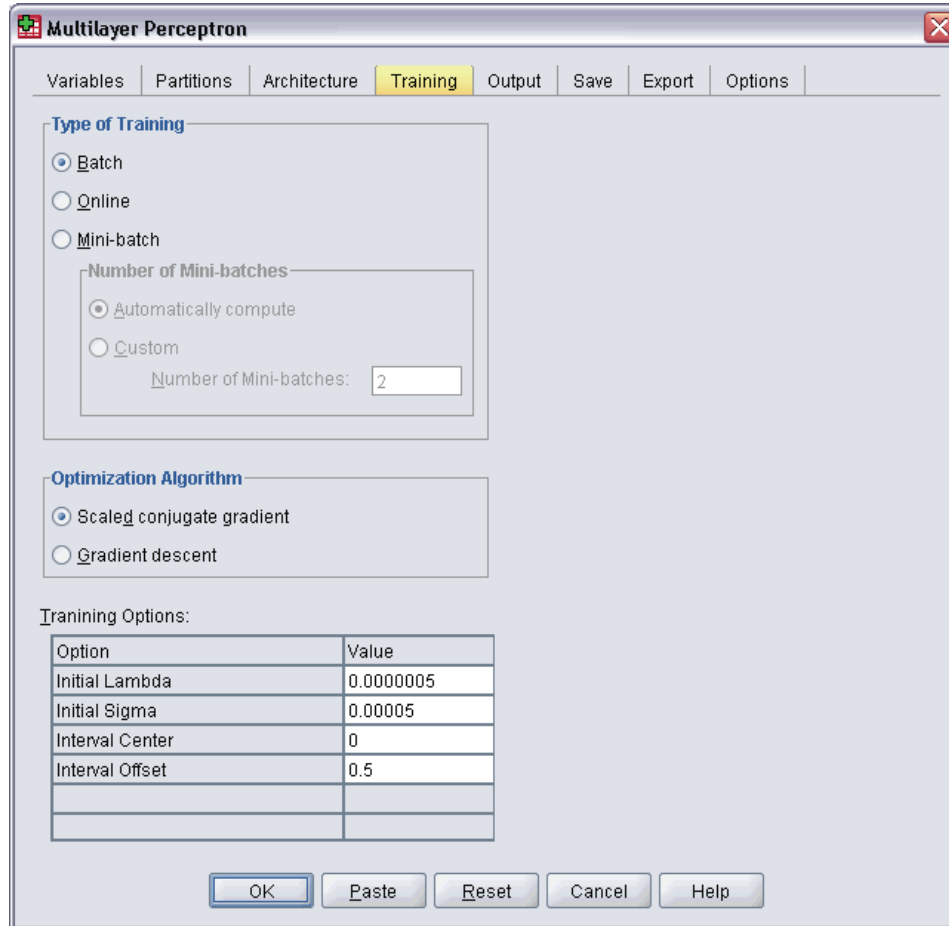 Multilayer Perceptron
Variables Partitions Architecture Training Output Save Export Options
Type of Training
Batch
Online
Mini-batch
Number of Mini-batches
Automatically compute
Custom
Number of Mini-batches: 2
Optimization Algorithm
Scaled conjugate gradient
Gradient descent
Tranining Options:
Option Value
Initial Lambda 0.0000005
Initial Sigma 0.00005
Interval Center 0
Interval Offset 0.5
OK Paste Reset Cancel Help